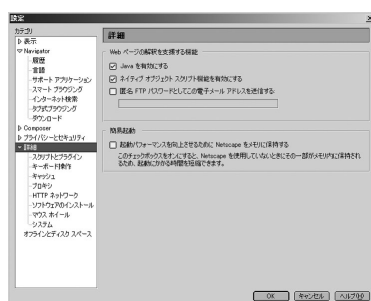 設定
カテゴリ
表示
Navigator
履歴
言語
サポート アプリケーション
スマート ブラウジング
インターネット検索
タブ式ブラウジング
ダウンロード
Composer
プライバシーとセキュリティ
詳細
スクリプトとプラグイン
キーボード操作
キャッシュ
プロキシ
HTTP ネットワーク
ソフトウェアのインストール
マウス ホイール
システム
オフラインとディスク スペース
詳細
Web ページの解釈を支援する機能
Java を有効にする
ネイティブ オブジェクト スクリプト機能を有効にする
匿名 FTP パスワードとしてこの電子メール アドレスを送信する:
簡易起動
起動パフォーマンスを向上させるために Netscape をメモリに保持する
このチェックボックスをオンにすると、Netscape を使用していないときにその一部がメモリ内に保持されるため、起動にかかる時間を短縮できます。
OK
キャンセル
ヘルプ(H)